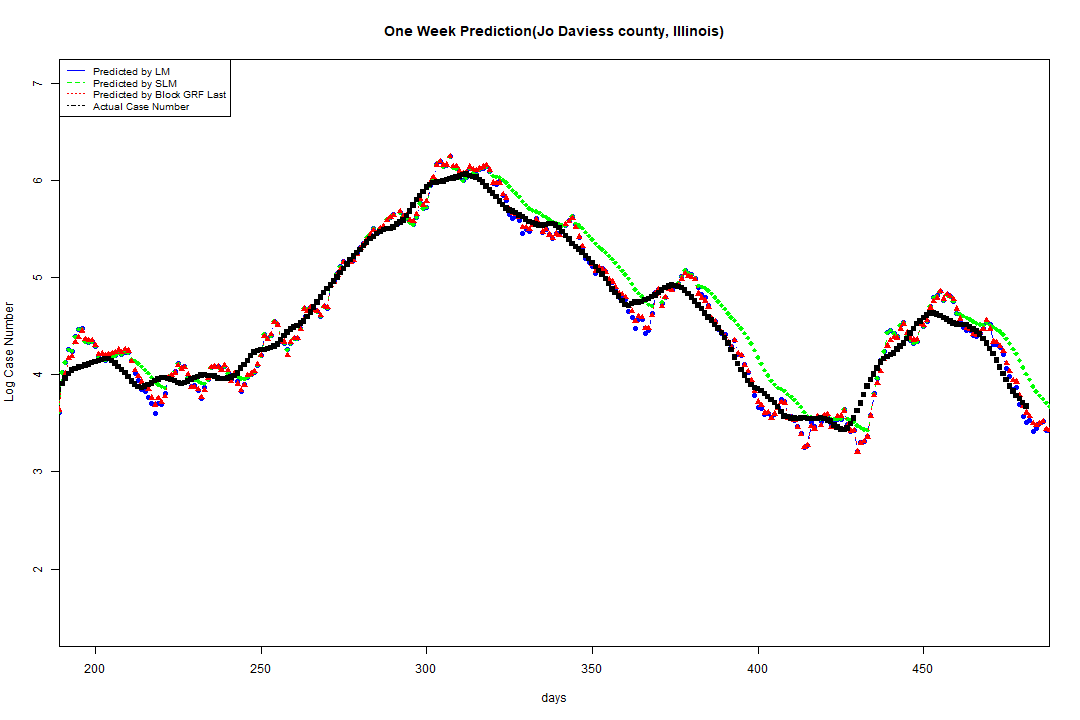 One Week Prediction(Jo Daviess county, Illinois)
Predicted by LM
Predicted by SLM
Predicted by Block GRF Last
Actual Case Number
Log Case Number
7
6
5
4
3
2
200 250 300 350 400 450
days